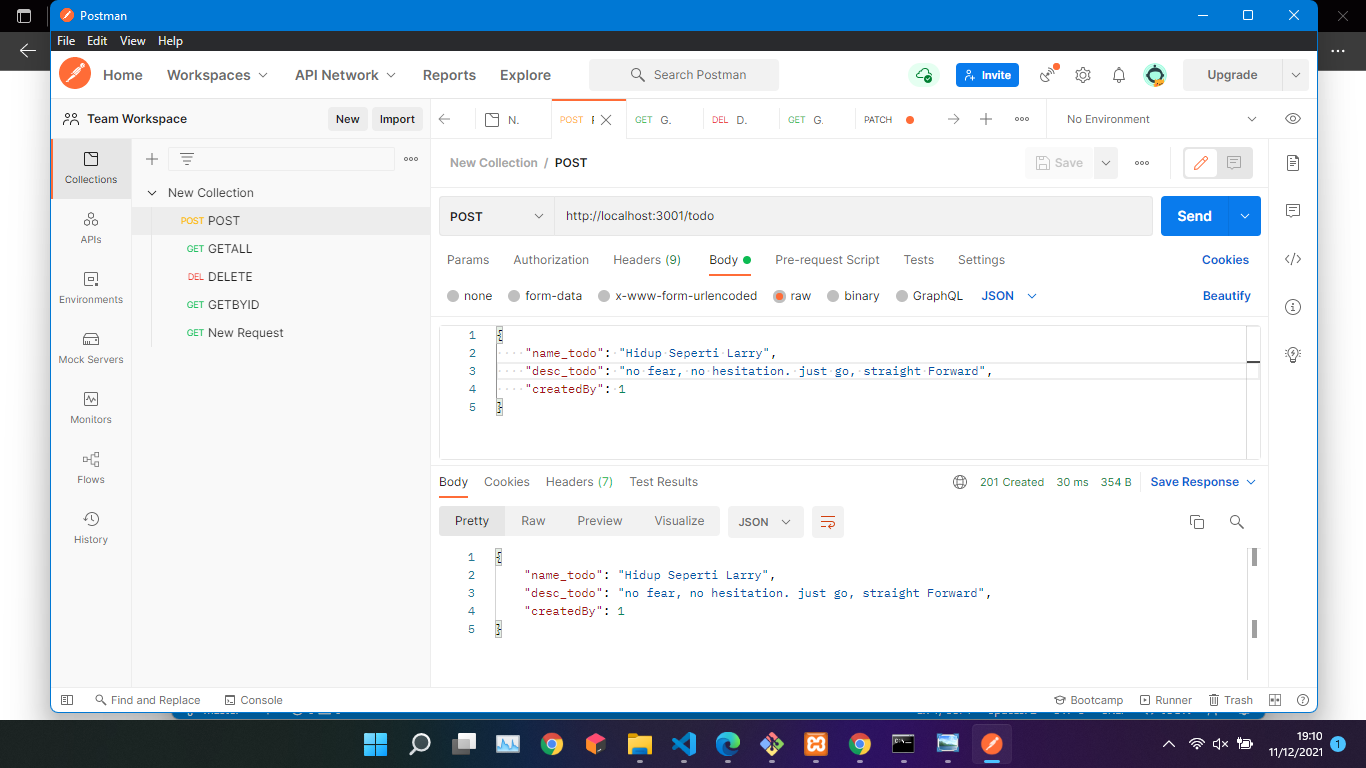 Postman
File Edit View Help
Home Workspaces API Network Reports Explore Search Postman Invite Upgrade
Team Workspace New Import
N. POST GET G. DEL D. GET G. PATCH No Environment
Collections
APIs
Environments
Mock Servers
Monitors
Flows
History
New Collection
POST POST
GET GETALL
DEL DELETE
GET GETBYID
GET New Request
New Collection / POST Save
POST http://localhost:3001/todo Send
Params Authorization Headers (9) Body Pre-request Script Tests Settings Cookies
none form-data x-www-form-urlencoded raw binary GraphQL JSON Beautify
1 {
2 "name_todo": "Hidup Seperti Larry",
3 "desc_todo": "no fear, no hesitation. just go, straight Forward",
4 "createdBy": 1
5 }
Body Cookies Headers (7) Test Results 201 Created 30 ms 354 B Save Response
Pretty Raw Preview Visualize JSON
1 {
2 "name_todo": "Hidup Seperti Larry",
3 "desc_todo": "no fear, no hesitation. just go, straight Forward",
4 "createdBy": 1
5 }
Find and Replace Console Bootcamp Runner Trash
19:10
11/12/2021 1